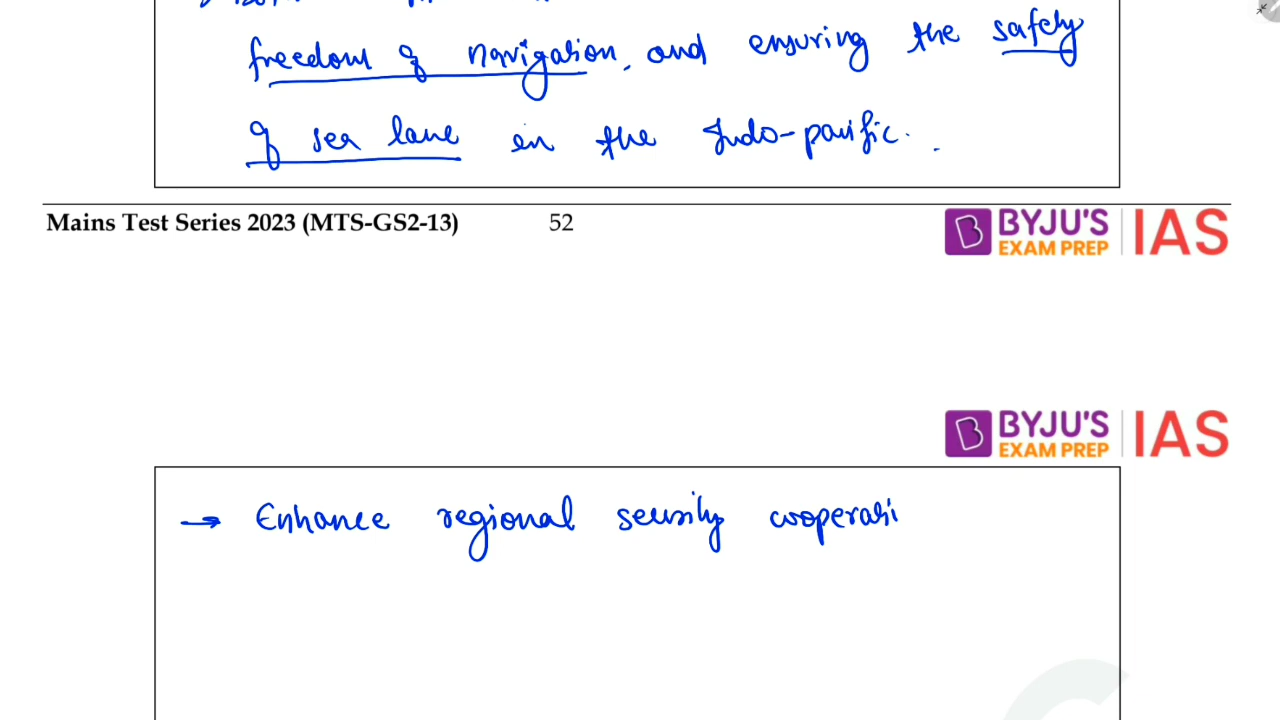 freedom of navigation, and ensuring the safety
of sea lane in the Indo-pacific.
Mains Test Series 2023 (MTS-GS2-13) 52
BYJU'S EXAM PREP IAS
BYJU'S EXAM PREP IAS
→ Enhance regional security cooperati